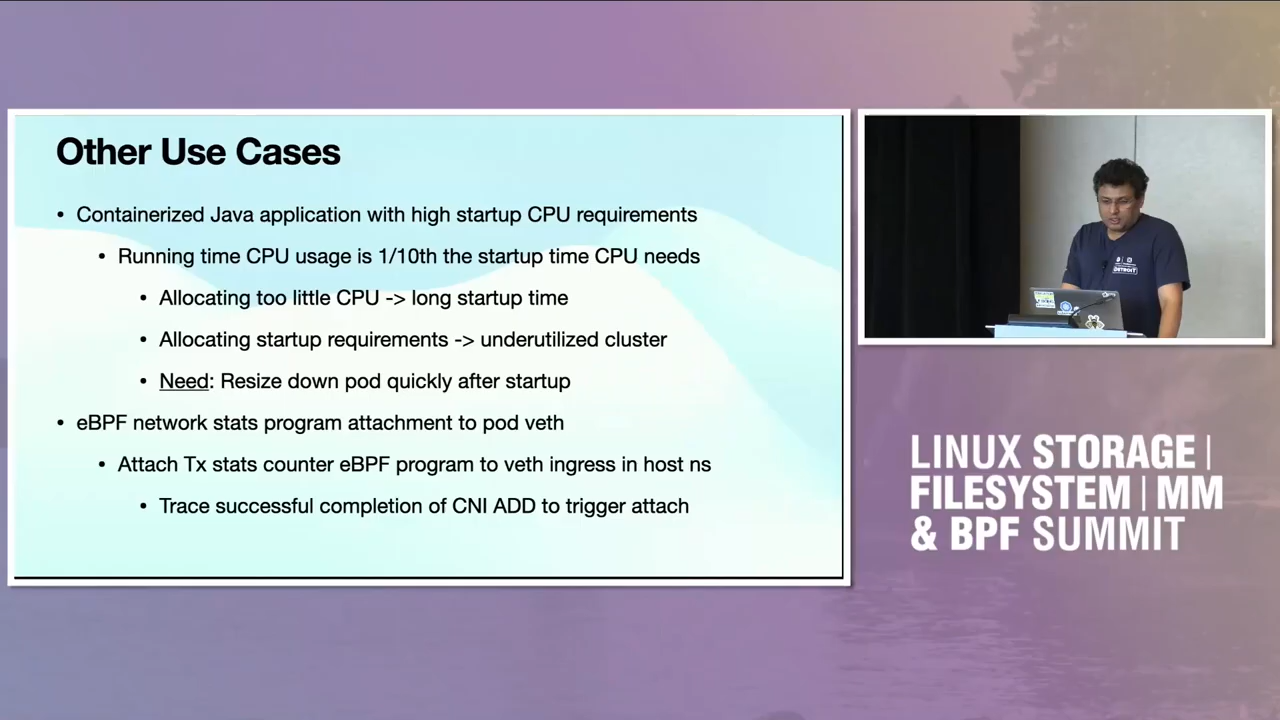 Other Use Cases
• Containerized Java application with high startup CPU requirements
• Running time CPU usage is 1/10th the startup time CPU needs
• Allocating too little CPU -> long startup time
• Allocating startup requirements -> underutilized cluster
• Need: Resize down pod quickly after startup
• eBPF network stats program attachment to pod veth
• Attach Tx stats counter eBPF program to veth ingress in host ns
• Trace successful completion of CNI ADD to trigger attach
DETROIT
LINUX STORAGE |
FILESYSTEM | MM
& BPF SUMMIT